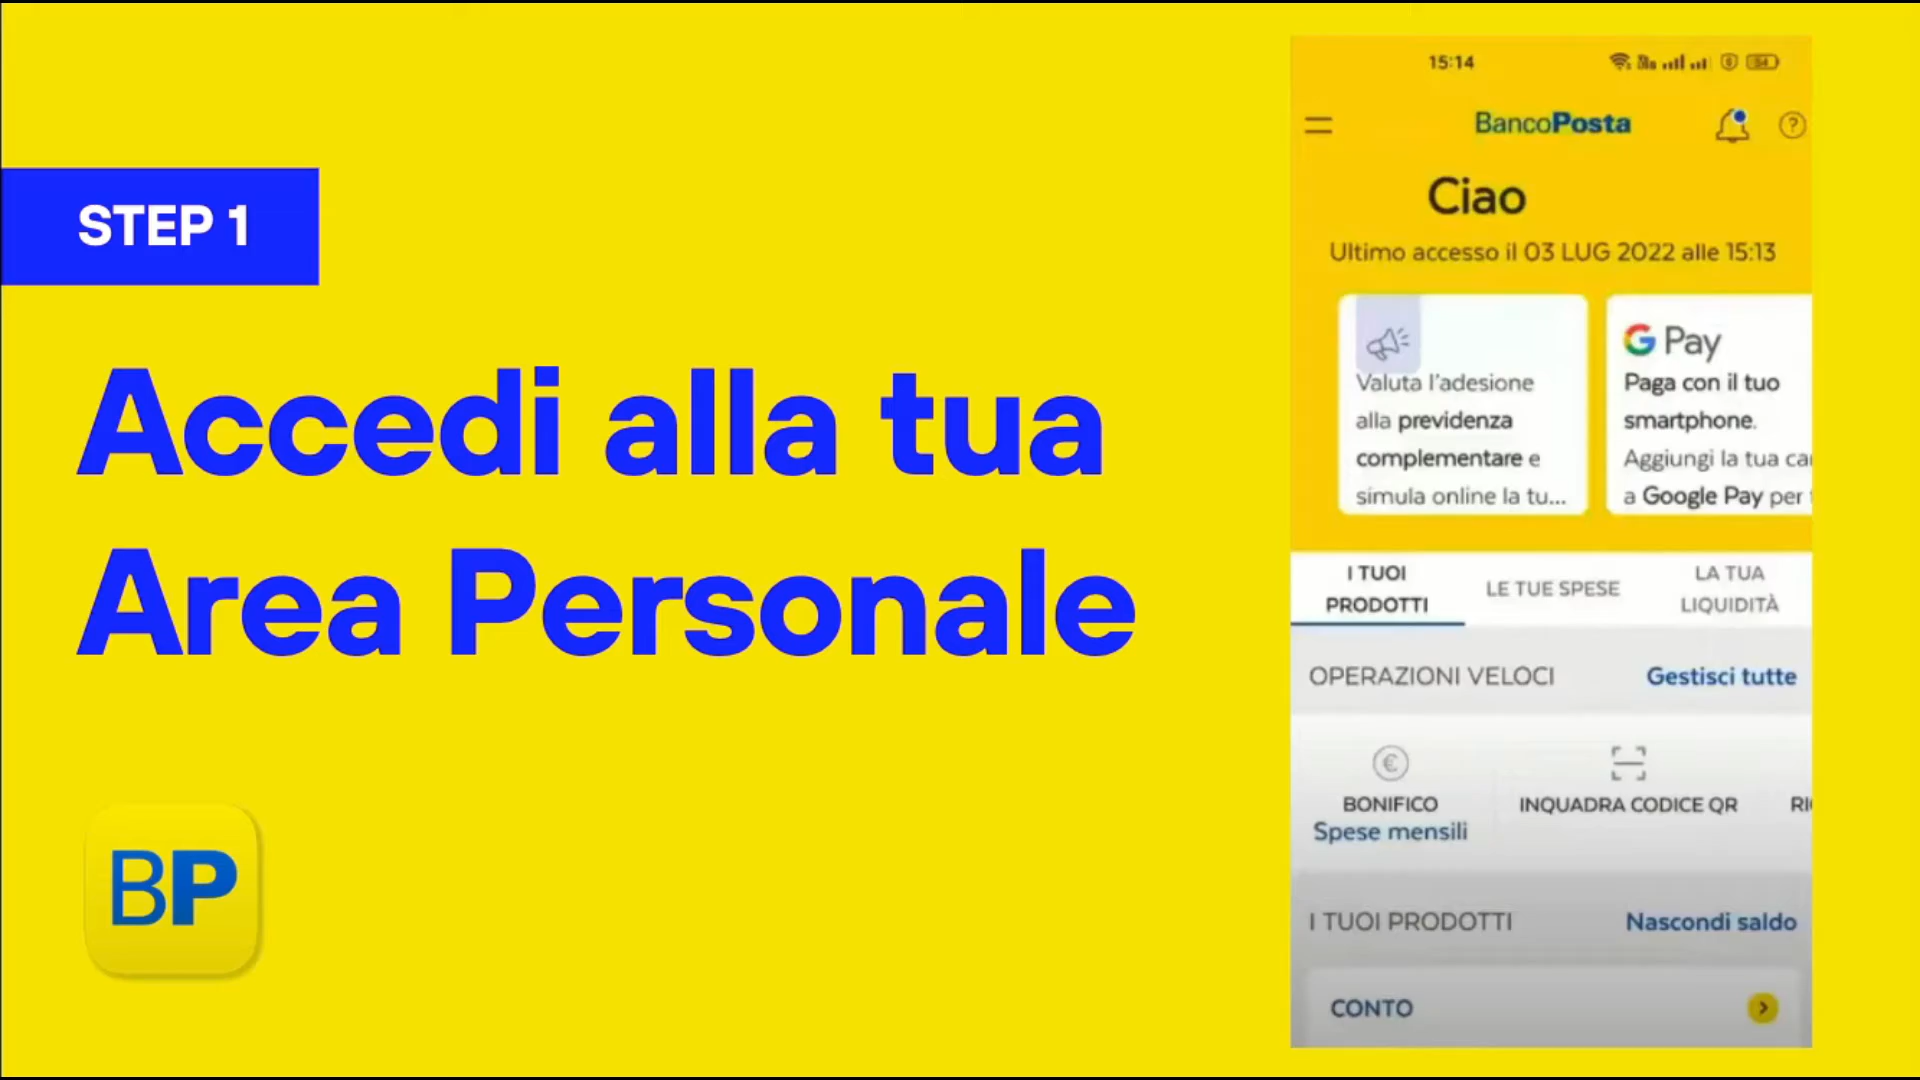 STEP 1
Accedi alla tua
Area Personale
BP
15:14
54
BancoPosta
Ciao
Ultimo accesso il 03 LUG 2022 alle 15:13
Valuta l'adesione
alla previdenza
complementare e
simula online la tu...
G Pay
Paga con il tuo
smartphone.
Aggiungi la tua ca
a Google Pay per
I TUOI
PRODOTTI
LE TUE SPESE
LA TUA
LIQUIDITÀ
OPERAZIONI VELOCI
Gestisci tutte
BONIFICO
Spese mensili
INQUADRA CODICE QR
RI
I TUOI PRODOTTI
Nascondi saldo
CONTO